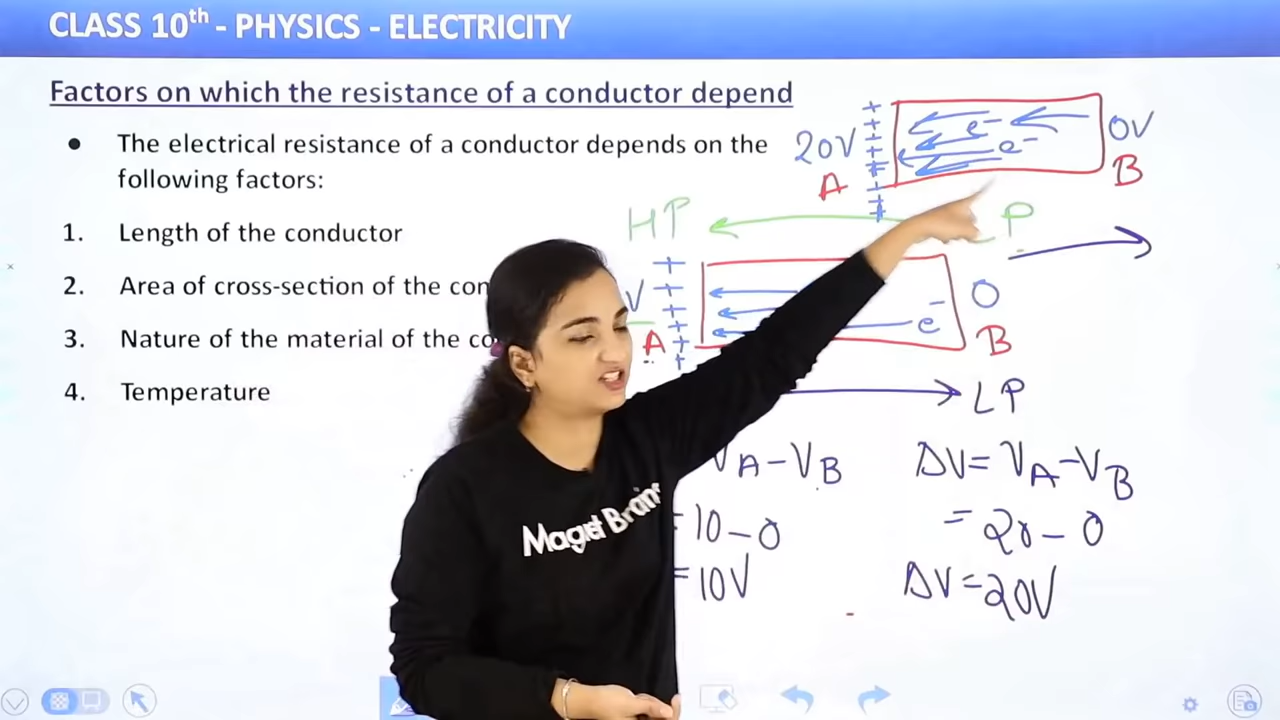 CLASS 10th - PHYSICS - ELECTRICITY
Factors on which the resistance of a conductor depend
• The electrical resistance of a conductor depends on the
following factors:
1. Length of the conductor
2. Area of cross-section of the
3. Nature of the material of the
4. Temperature
20V
A
e-
e-
0V
B
HP
P
V
A
e-
0
B
LP
VA-VB
=10-0
=10V
ΔV=VA-VB
=20-0
ΔV=20V
Magnet Brains